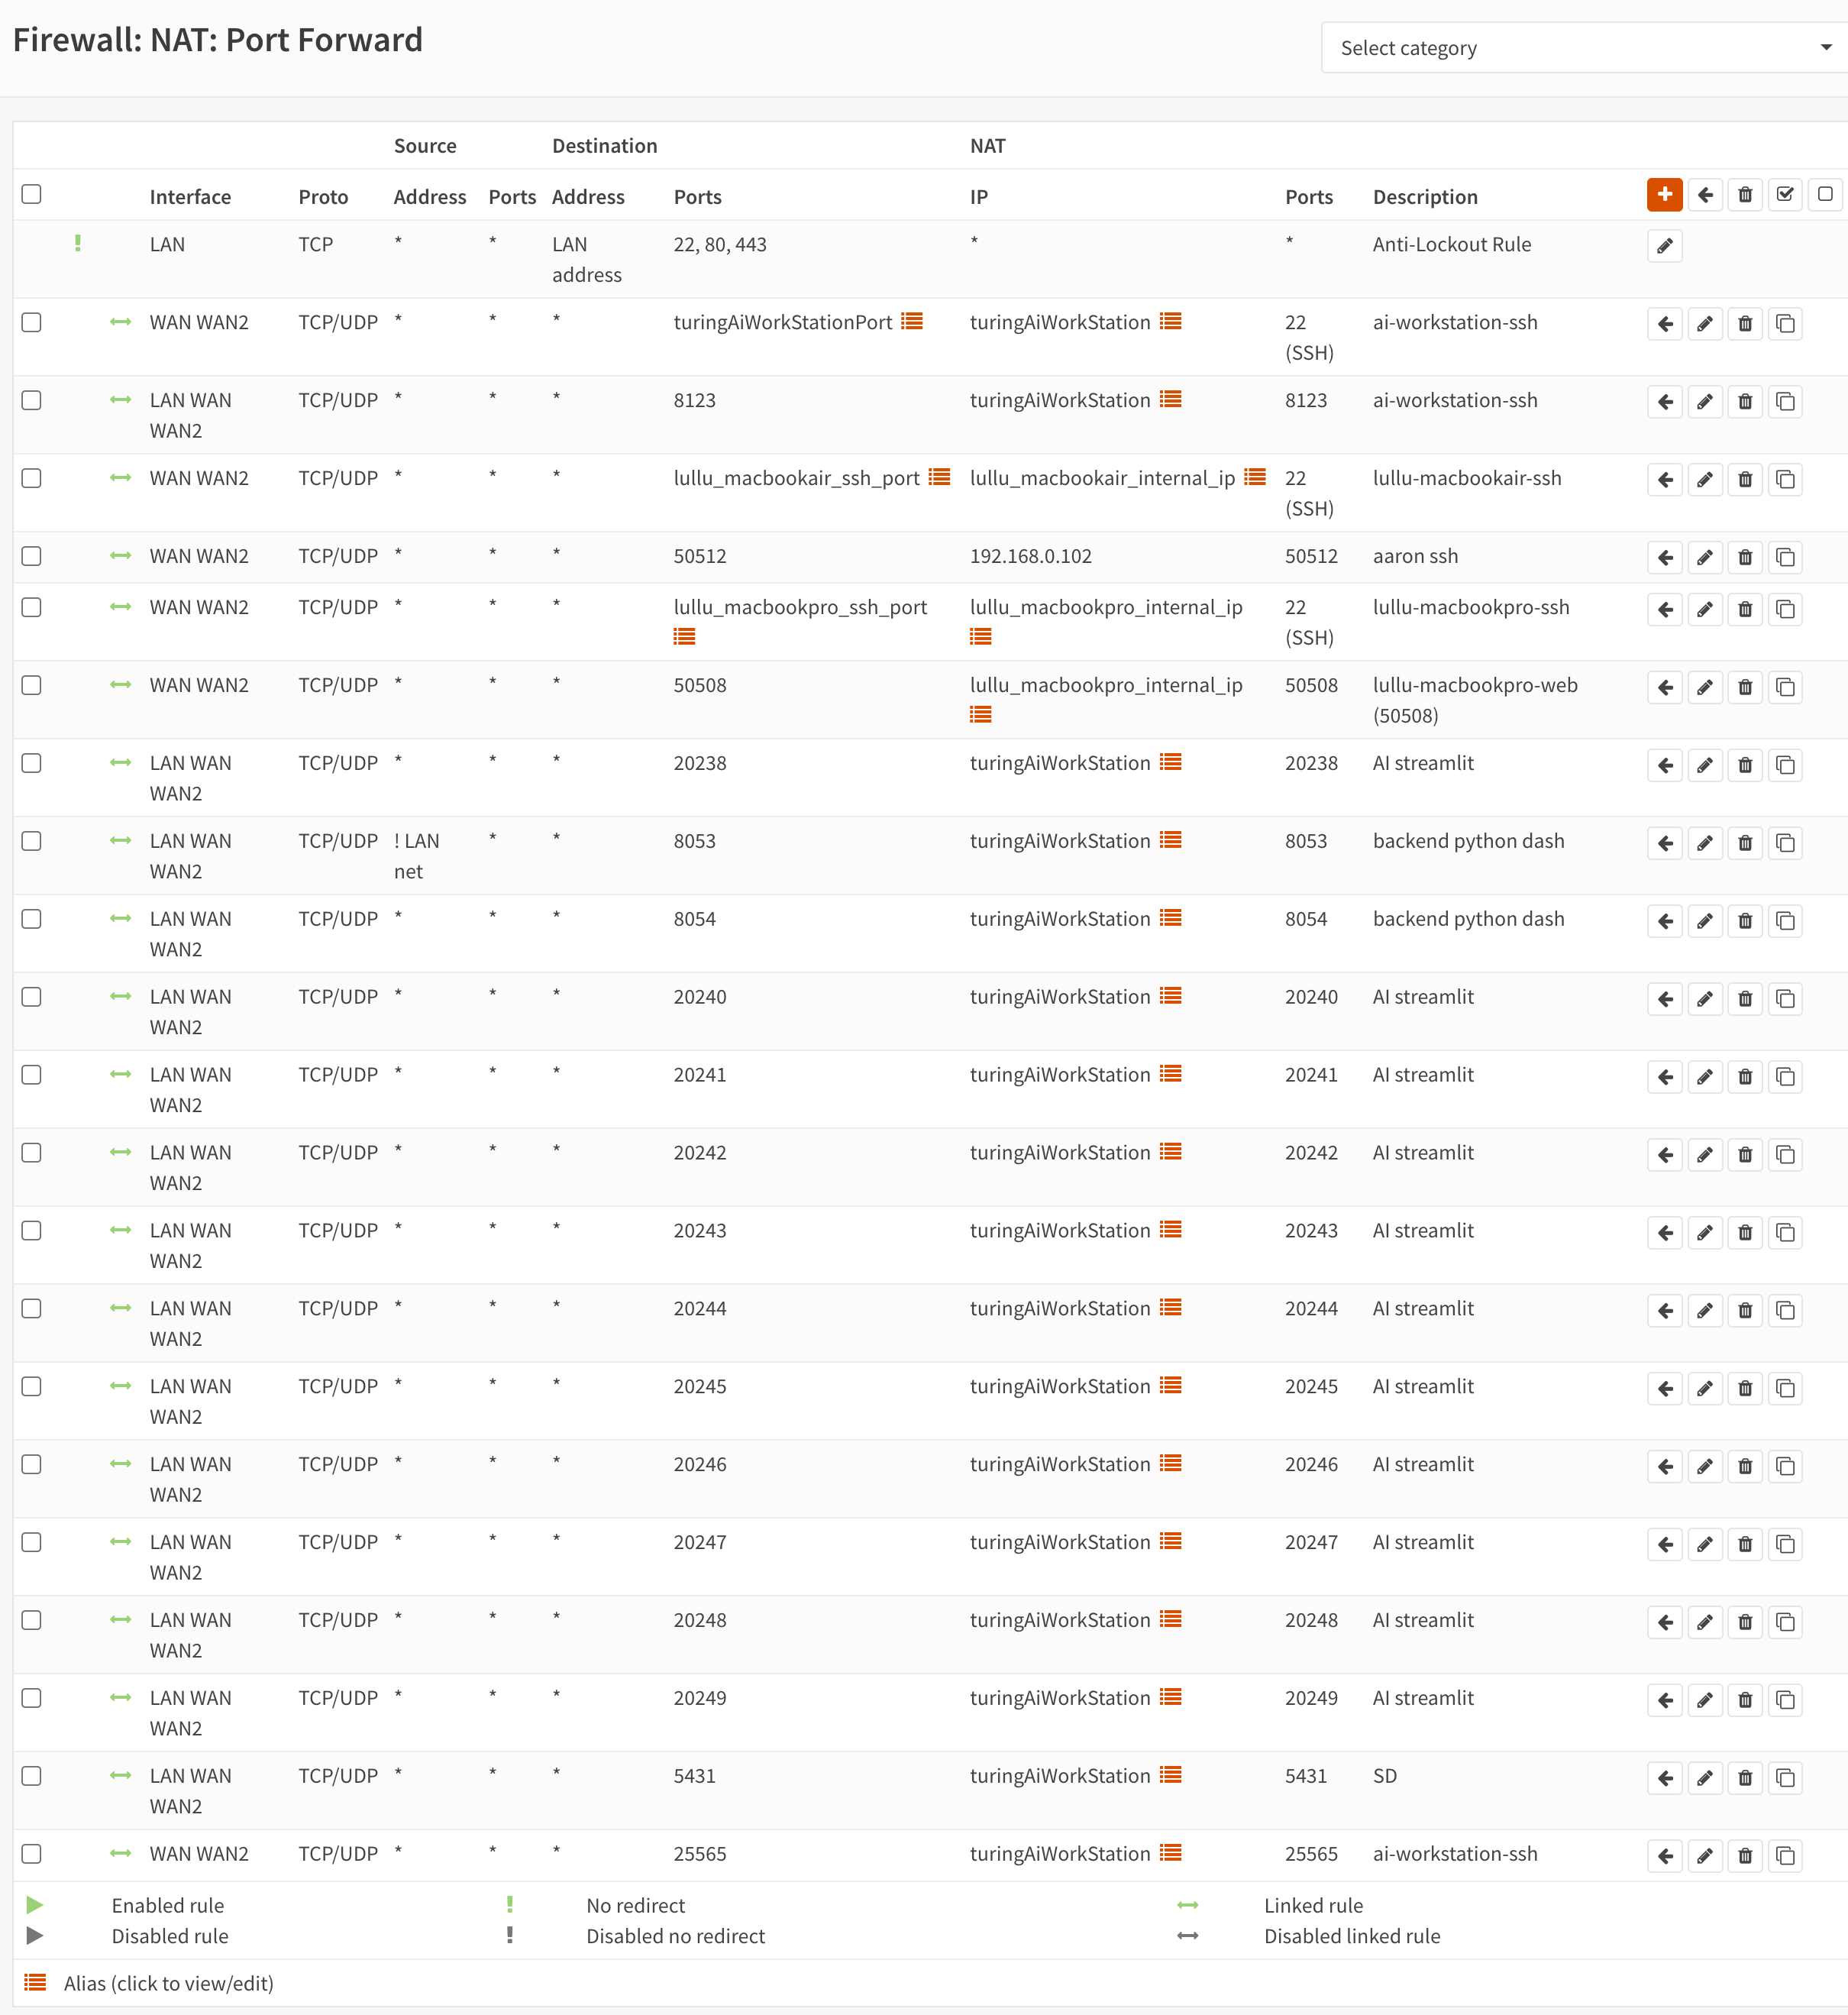 Firewall: NAT: Port Forward
Select category
Source Destination NAT
Interface Proto Address Ports Address Ports IP Ports Description
LAN TCP * * LAN 22, 80, 443 * * Anti-Lockout Rule
address
WAN WAN2 TCP/UDP * * * turingAiWorkStationPort turingAiWorkStation 22 ai-workstation-ssh
(SSH)
LAN WAN TCP/UDP * * * 8123 turingAiWorkStation 8123 ai-workstation-ssh
WAN2
WAN WAN2 TCP/UDP * * * lullu_macbookair_ssh_port lullu_macbookair_internal_ip 22 lullu-macbookair-ssh
(SSH)
WAN WAN2 TCP/UDP * * * 50512 192.168.0.102 50512 aaron ssh
WAN WAN2 TCP/UDP * * * lullu_macbookpro_ssh_port lullu_macbookpro_internal_ip 22 lullu-macbookpro-ssh
(SSH)
WAN WAN2 TCP/UDP * * * 50508 lullu_macbookpro_internal_ip 50508 lullu-macbookpro-web
(50508)
LAN WAN TCP/UDP * * * 20238 turingAiWorkStation 20238 AI streamlit
WAN2
LAN WAN TCP/UDP ! LAN * * 8053 turingAiWorkStation 8053 backend python dash
WAN2 net
LAN WAN TCP/UDP * * * 8054 turingAiWorkStation 8054 backend python dash
WAN2
LAN WAN TCP/UDP * * * 20240 turingAiWorkStation 20240 AI streamlit
WAN2
LAN WAN TCP/UDP * * * 20241 turingAiWorkStation 20241 AI streamlit
WAN2
LAN WAN TCP/UDP * * * 20242 turingAiWorkStation 20242 AI streamlit
WAN2
LAN WAN TCP/UDP * * * 20243 turingAiWorkStation 20243 AI streamlit
WAN2
LAN WAN TCP/UDP * * * 20244 turingAiWorkStation 20244 AI streamlit
WAN2
LAN WAN TCP/UDP * * * 20245 turingAiWorkStation 20245 AI streamlit
WAN2
LAN WAN TCP/UDP * * * 20246 turingAiWorkStation 20246 AI streamlit
WAN2
LAN WAN TCP/UDP * * * 20247 turingAiWorkStation 20247 AI streamlit
WAN2
LAN WAN TCP/UDP * * * 20248 turingAiWorkStation 20248 AI streamlit
WAN2
LAN WAN TCP/UDP * * * 20249 turingAiWorkStation 20249 AI streamlit
WAN2
LAN WAN TCP/UDP * * * 5431 turingAiWorkStation 5431 SD
WAN2
WAN WAN2 TCP/UDP * * * 25565 turingAiWorkStation 25565 ai-workstation-ssh
Enabled rule No redirect Linked rule
Disabled rule Disabled no redirect Disabled linked rule
Alias (click to view/edit)